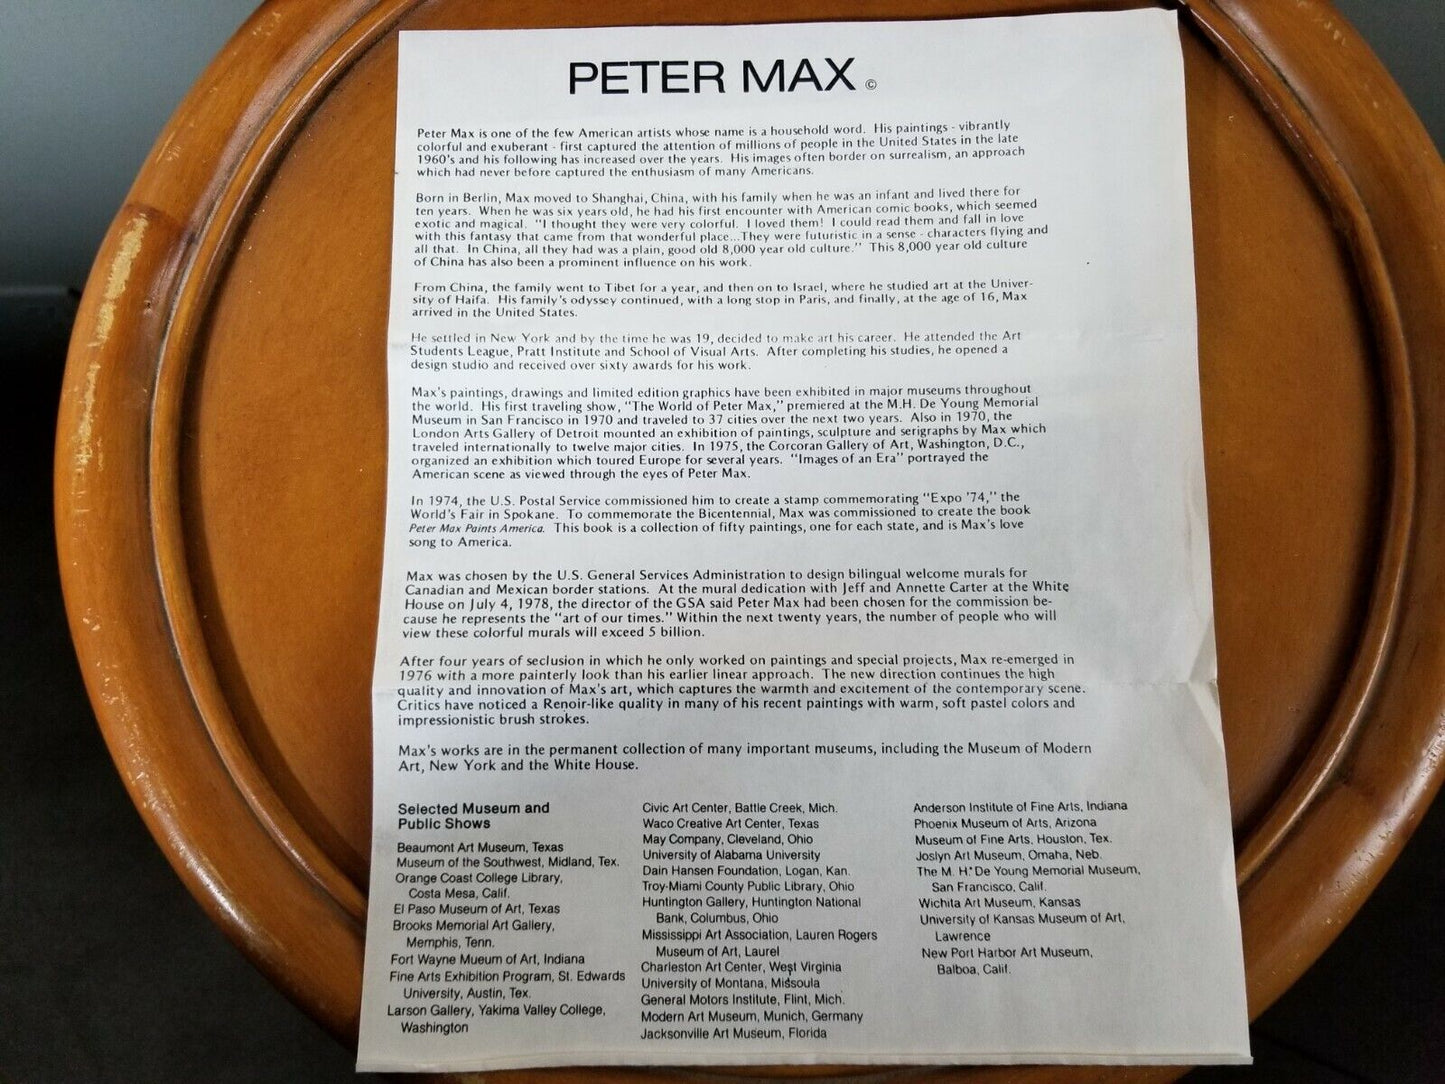 PETER MAX ©
Peter Max is one of the few American artists whose name is a household word. His paintings - vibrantly
colorful and exuberant - first captured the attention of millions of people in the United States in the late
1960's and his following has increased over the years. His images often border on surrealism, an approach
which had never before captured the enthusiasm of many Americans.
Born in Berlin, Max moved to Shanghai, China, with his family when he was an infant and lived there for
ten years. When he was six years old, he had his first encounter with American comic books, which seemed
exotic and magical. "I thought they were very colorful. I loved them! I could read them and fall in love
with this fantasy that came from that wonderful place...They were futuristic in a sense - characters flying and
all that. In China, all they had was a plain, good old 8,000 year old culture." This 8,000 year old culture
of China has also been a prominent influence on his work.
From China, the family went to Tibet for a year, and then on to Israel, where he studied art at the Univer-
sity of Haifa. His family's odyssey continued, with a long stop in Paris, and finally, at the age of 16, Max
arrived in the United States.
He settled in New York and by the time he was 19, decided to make art his career. He attended the Art
Students League, Pratt Institute and School of Visual Arts. After completing his studies, he opened a
design studio and received over sixty awards for his work.
Max's paintings, drawings and limited edition graphics have been exhibited in major museums throughout
the world. His first traveling show, "The World of Peter Max," premiered at the M.H. De Young Memorial
Museum in San Francisco in 1970 and traveled to 37 cities over the next two years. Also in 1970, the
London Arts Gallery of Detroit mounted an exhibition of paintings, sculpture and serigraphs by Max which
traveled internationally to twelve major cities. In 1975, the Corcoran Gallery of Art, Washington, D.C.,
organized an exhibition which toured Europe for several years. "Images of an Era" portrayed the
American scene as viewed through the eyes of Peter Max.
In 1974, the U.S. Postal Service commissioned him to create a stamp commemorating "Expo '74," the
World's Fair in Spokane. To commemorate the Bicentennial, Max was commissioned to create the book
Peter Max Paints America. This book is a collection of fifty paintings, one for each state, and is Max's love
song to America.
Max was chosen by the U.S. General Services Administration to design bilingual welcome murals for
Canadian and Mexican border stations. At the mural dedication with Jeff and Annette Carter at the White
House on July 4, 1978, the director of the GSA said Peter Max had been chosen for the commission be-
cause he represents the "art of our times." Within the next twenty years, the number of people who will
view these colorful murals will exceed 5 billion.
After four years of seclusion in which he only worked on paintings and special projects, Max re-emerged in
1976 with a more painterly look than his earlier linear approach. The new direction continues the high
quality and innovation of Max's art, which captures the warmth and excitement of the contemporary scene.
Critics have noticed a Renoir-like quality in many of his recent paintings with warm, soft pastel colors and
impressionistic brush strokes.
Max's works are in the permanent collection of many important museums, including the Museum of Modern
Art, New York and the White House.
Selected Museum and
Public Shows
Beaumont Art Museum, Texas
Museum of the Southwest, Midland, Tex.
Orange Coast College Library,
Costa Mesa, Calif.
El Paso Museum of Art, Texas
Brooks Memorial Art Gallery,
Memphis, Tenn.
Fort Wayne Mueum of Art, Indiana
Fine Arts Exhibition Program, St. Edwards
University, Austin, Tex.
Larson Gallery, Yakima Valley College,
Washington
Civic Art Center, Battle Creek, Mich.
Waco Creative Art Center, Texas
May Company, Cleveland, Ohio
University of Alabama University
Dain Hansen Foundation, Logan, Kan.
Troy-Miami County Public Library, Ohio
Huntington Gallery, Huntington National
Bank, Columbus, Ohio
Mississippi Art Association, Lauren Rogers
Museum of Art, Laurel
Charleston Art Center, West Virginia
University of Montana, Missoula
General Motors Institute, Flint, Mich.
Modern Art Museum, Munich, Germany
Jacksonville Art Museum, Florida
Anderson Institute of Fine Arts, Indiana
Phoenix Museum of Arts, Arizona
Museum of Fine Arts, Houston, Tex.
Joslyn Art Museum, Omaha, Neb.
The M. H. De Young Memorial Museum,
San Francisco, Calif.
Wichita Art Museum, Kansas
University of Kansas Museum of Art,
Lawrence
New Port Harbor Art Museum,
Balboa, Calif.